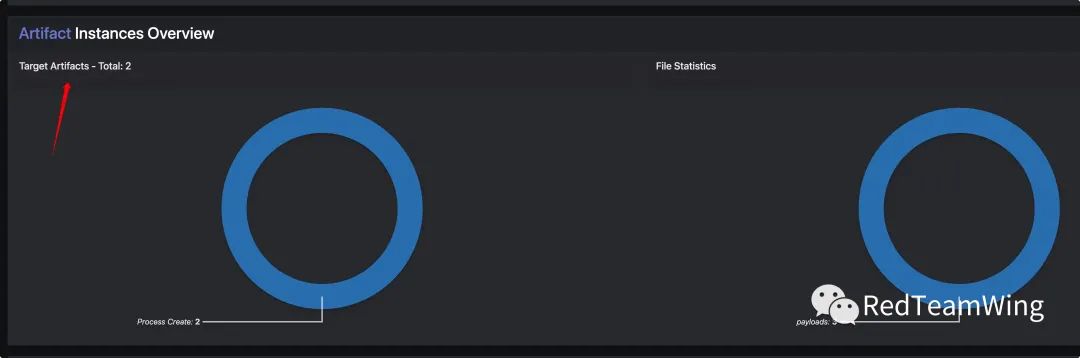 Artifact Instances Overview
Target Artifacts - Total: 2
File Statistics
Process Create: 2
payloads: 3
RedTeamWing